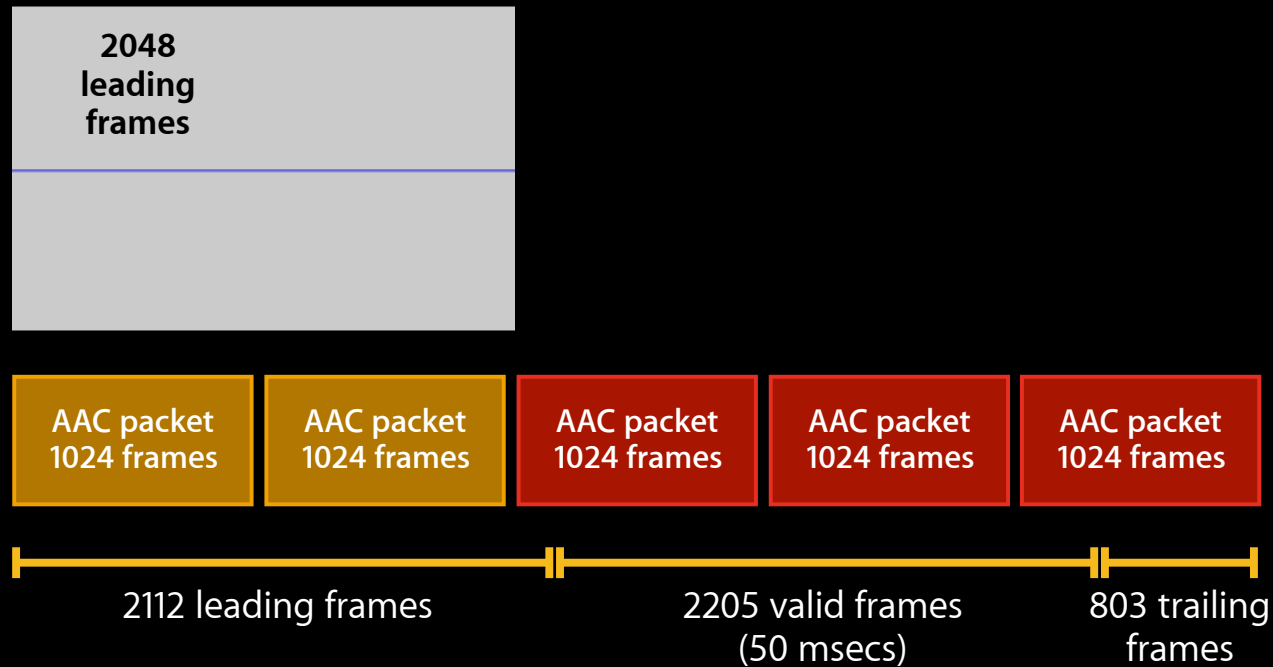 2048
leading
frames
AAC packet
1024 frames
AAC packet
1024 frames
AAC packet
1024 frames
AAC packet
1024 frames
AAC packet
1024 frames
2112 leading frames
2205 valid frames
(50 msecs)
803 trailing
frames